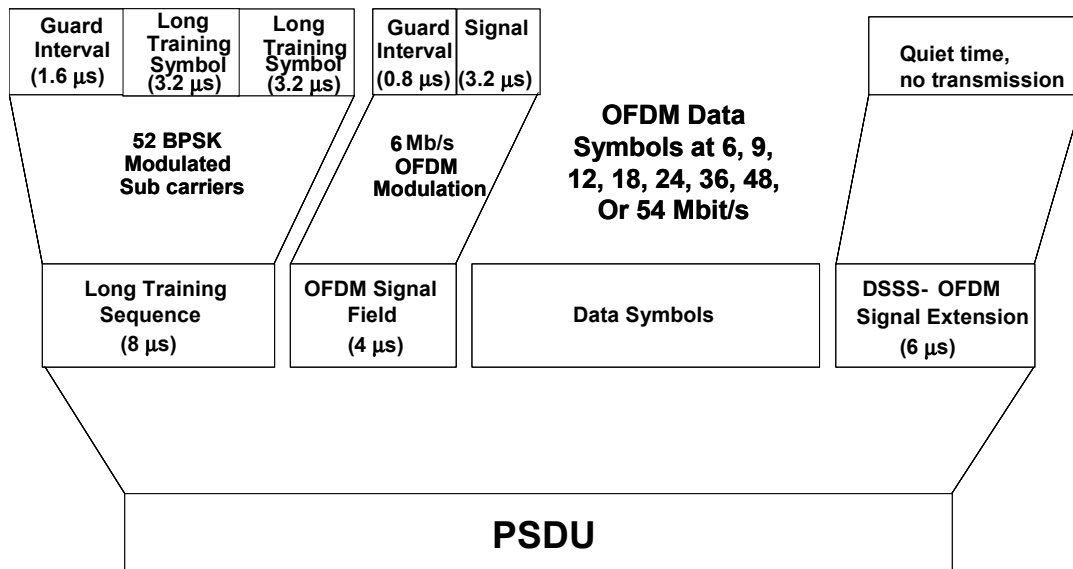 Guard
Interval
(1.6 µs)
Long
Training
Symbol
(3.2 µs)
Long
Training
Symbol
(3.2 µs)
Guard
Interval
(0.8 µs)
Signal
(3.2 µs)
Quiet time,
no transmission
52 BPSK
Modulated
Sub carriers
6 Mb/s
OFDM
Modulation
OFDM Data
Symbols at 6, 9,
12, 18, 24, 36, 48,
Or 54 Mbit/s
Long Training
Sequence
(8 µs)
OFDM Signal
Field
(4 µs)
Data Symbols
DSSS- OFDM
Signal Extension
(6 µs)
PSDU